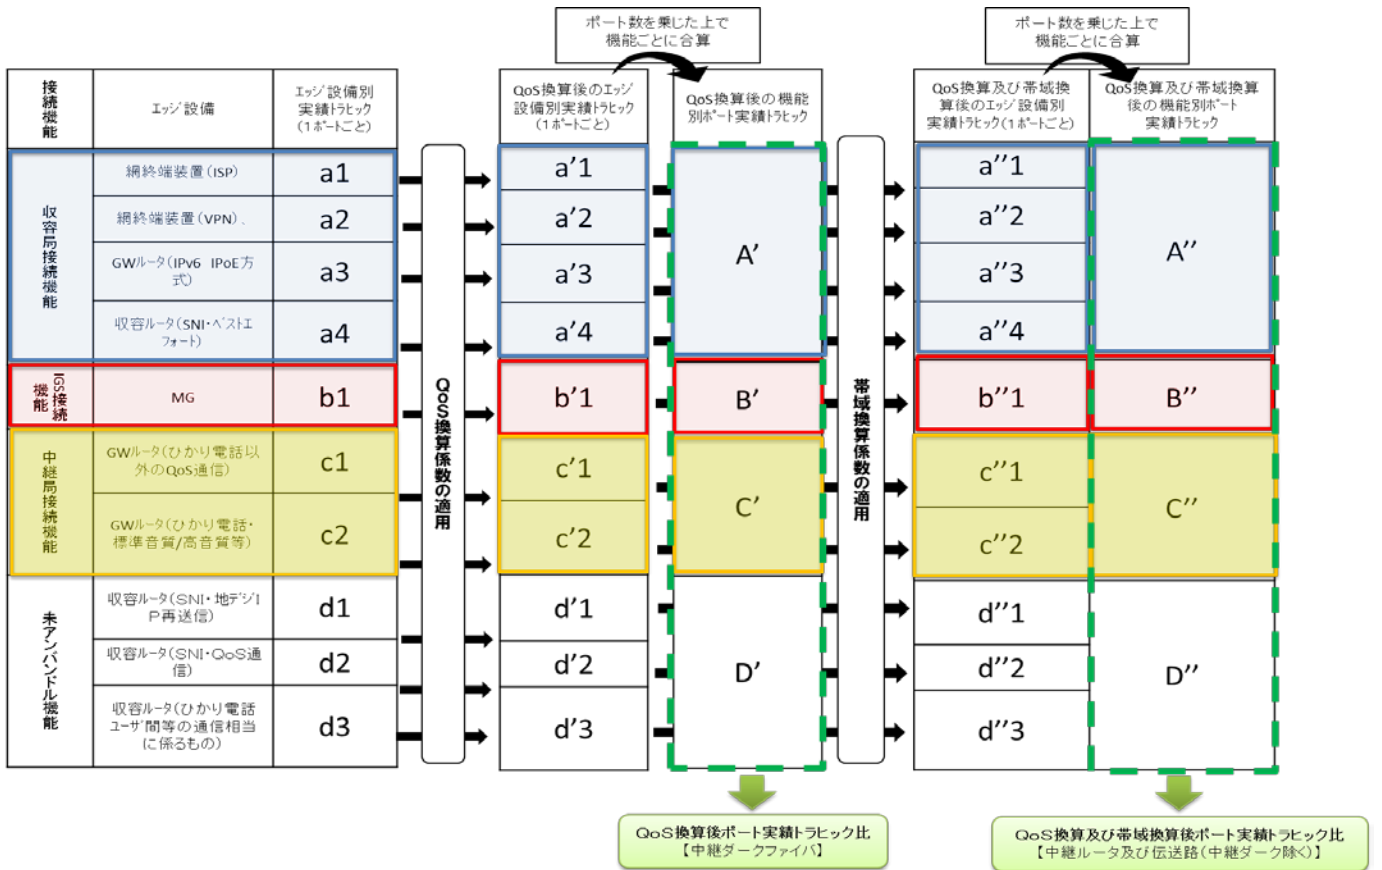 ポート数を乗じた上で
機能ごとに合算
ポート数を乗じた上で
機能ごとに合算
接続機能
エッジ設備
エッジ設備別
実績トラヒック
(1ポートごと)
QoS換算後のエッジ
設備別実績トラヒック
(1ポートごと)
QoS換算後の機能
別ポート実績トラヒック
QoS換算及び帯域換
算後のエッジ設備別
実績トラヒック(1ポートごと)
QoS換算及び帯域換算
後の機能別ポート
実績トラヒック
収容局接続機能
網終端装置(ISP)
a1
a'1
a''1
網終端装置(VPN)、
a2
a'2
a''2
GWルータ(IPv6 IPoE方
式)
a3
a'3
a''3
収容ルータ(SNI・ベストエ
フォート)
a4
a'4
a''4
A'
A''
IGS接続
機能
MG
b1
b'1
B'
b''1
B''
中継局接続機能
GWルータ(ひかり電話以
外のQoS通信)
c1
c'1
c''1
GWルータ(ひかり電話・
標準音質/高音質等)
c2
c'2
c''2
C'
C''
未アンバンドル機能
収容ルータ(SNI・地デジI
P再送信)
d1
d'1
d''1
収容ルータ(SNI・QoS通
信)
d2
d'2
d''2
収容ルータ(ひかり電話
ユーザ間等の通信相当
に係るもの)
d3
d'3
d''3
D'
D''
QoS換算係数の適用
帯域換算係数の適用
QoS換算後ポート実績トラヒック比
【中継ダークファイバ】
QoS換算及び帯域換算後ポート実績トラヒック比
【中継ルータ及び伝送路(中継ダーク除く)】